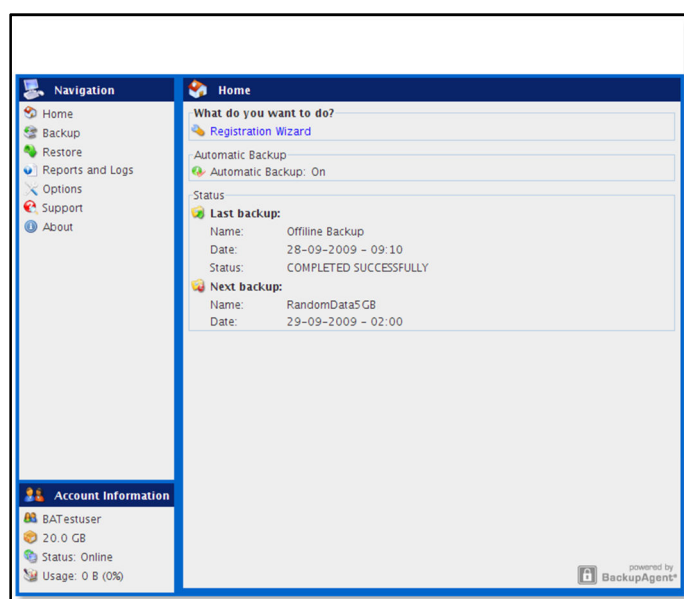 Navigation
Home
Backup
Restore
Reports and Logs
Options
Support
About
Account Information
BATestuser
20.0 GB
Status: Online
Usage: 0 B (0%)
Home
What do you want to do?
Registration Wizard
Automatic Backup
Automatic Backup: On
Status
Last backup:
Name: Offiline Backup
Date: 28-09-2009 - 09:10
Status: COMPLETED SUCCESSFULLY
Next backup:
Name: RandomData5GB
Date: 29-09-2009 - 02:00
powered by
BackupAgent